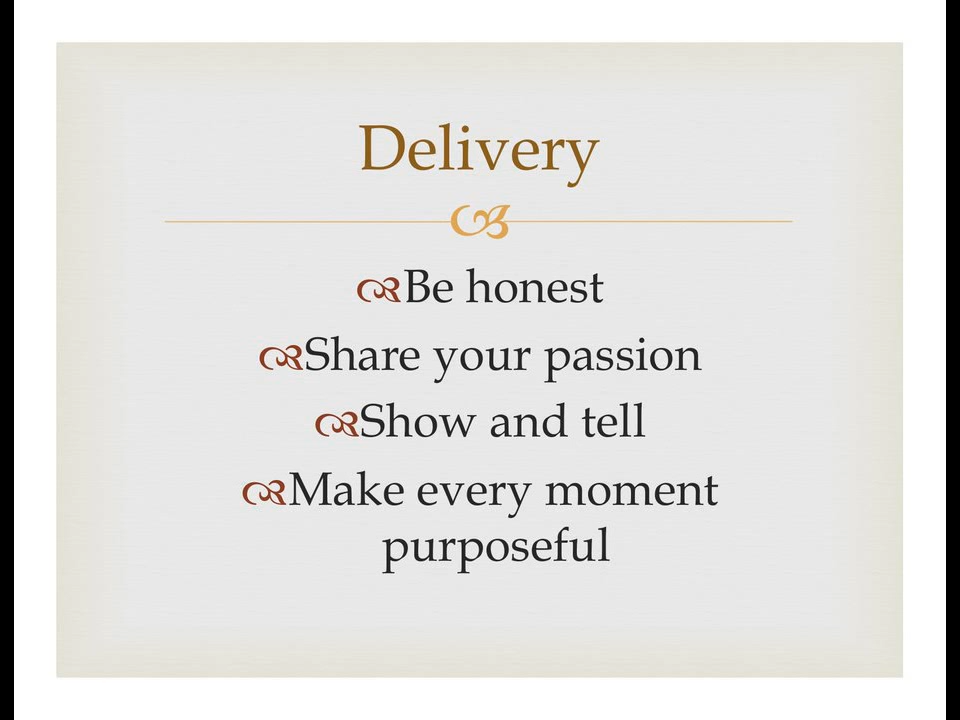 Delivery
Be honest
Share your passion
Show and tell
Make every moment
purposeful